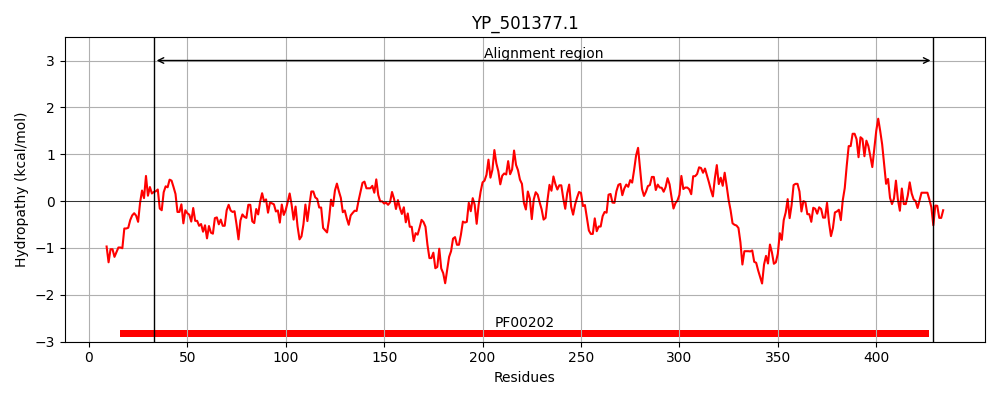 YP_501377.1
Hydropathy (kcal/mol)
3
2
1
0
−1
−2
−3
Alignment region
PF00202
0 50 100 150 200 250 300 350 400
Residues